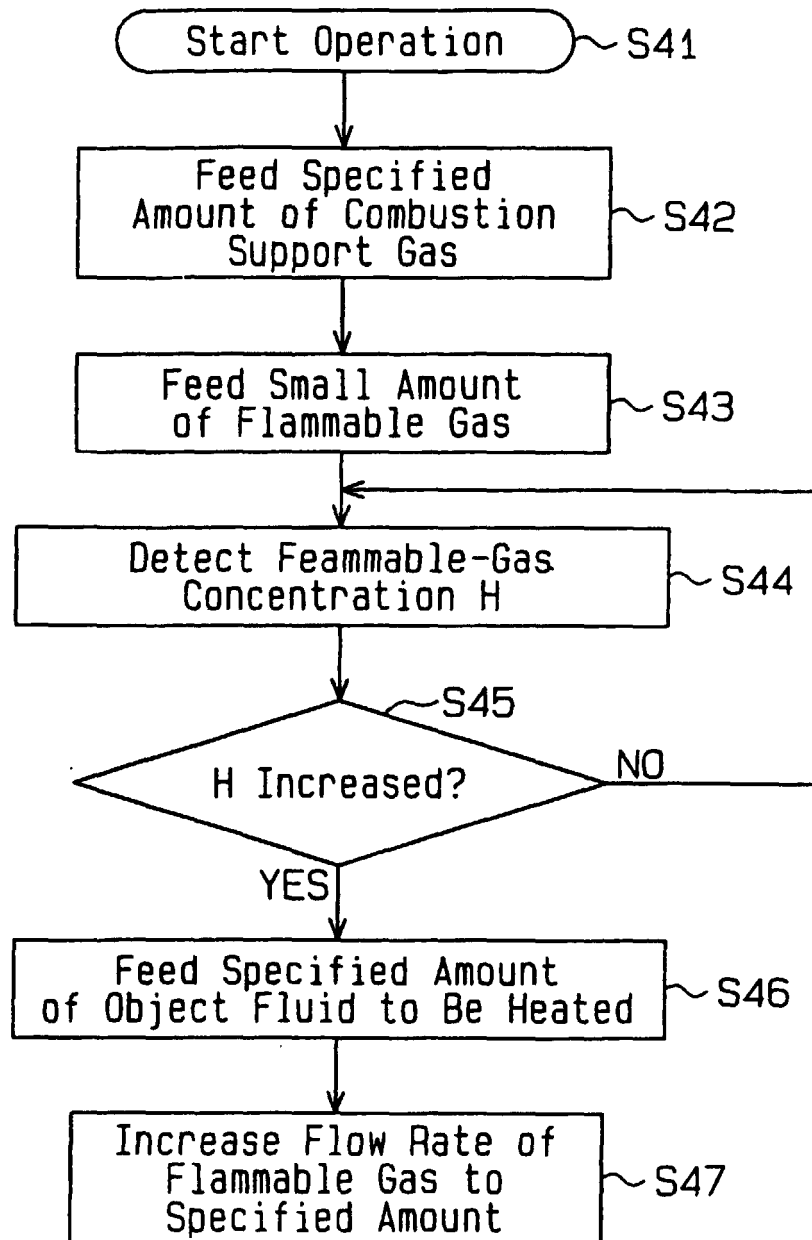 Start Operation
S41
Feed Specified
Amount of Combustion
Support Gas
S42
Feed Small Amount
of Flammable Gas
S43
Detect Feammable-Gas
Concentration H
S44
S45
H Increased?
NO
YES
Feed Specified Amount
of Object Fluid to Be Heated
S46
Increase Flow Rate of
Flammable Gas to
Specified Amount
S47